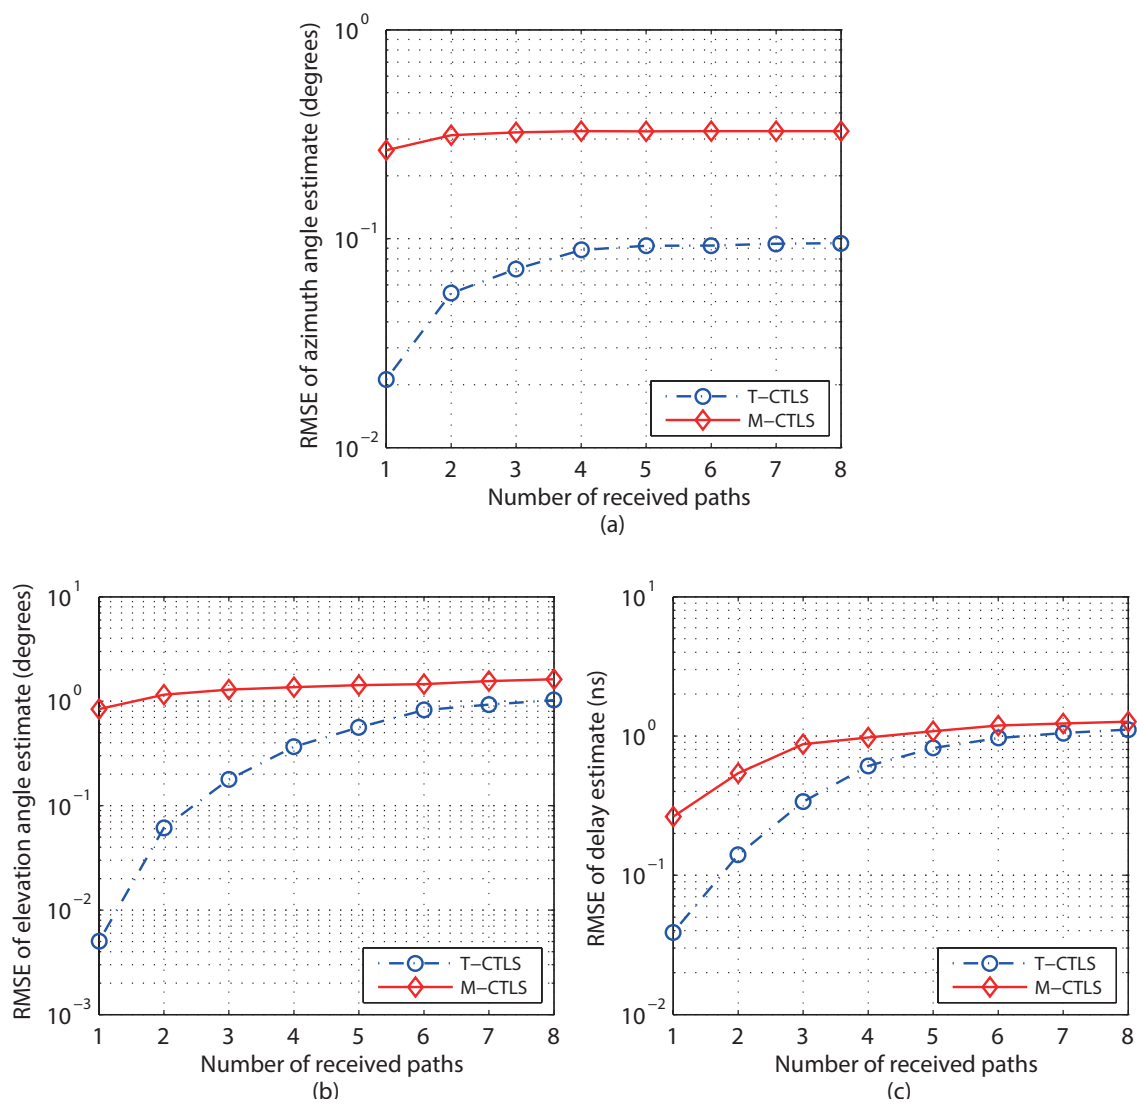 RMSE of azimuth angle estimate (degrees)
10^0
10^-1
10^-2
1 2 3 4 5 6 7 8
Number of received paths
(a)
T–CTLS
M–CTLS
RMSE of elevation angle estimate (degrees)
10^1
10^0
10^-1
10^-2
10^-3
1 2 3 4 5 6 7 8
Number of received paths
(b)
T–CTLS
M–CTLS
RMSE of delay estimate (ns)
10^1
10^0
10^-1
10^-2
1 2 3 4 5 6 7 8
Number of received paths
(c)
T–CTLS
M–CTLS